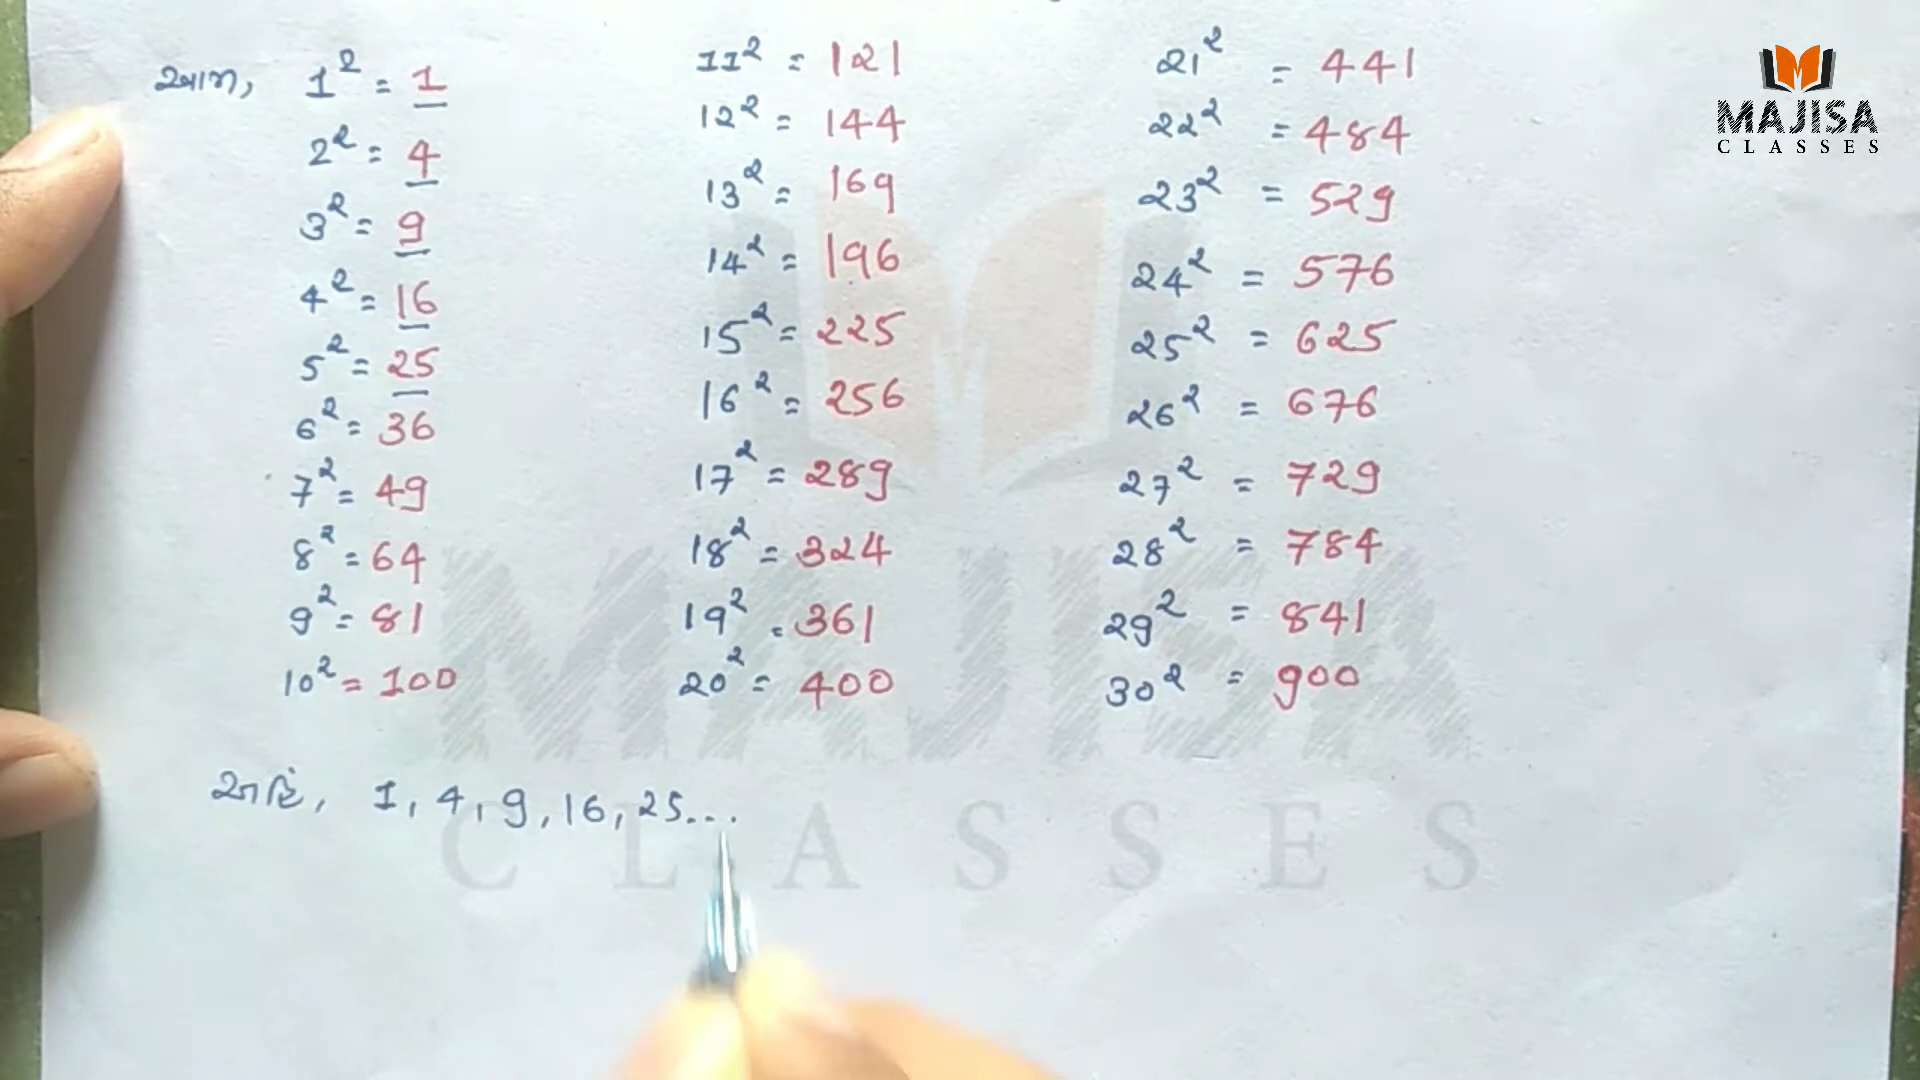 આમ, 1² = 1
2² = 4
3² = 9
4² = 16
5² = 25
6² = 36
7² = 49
8² = 64
9² = 81
10² = 100
11² = 121
12² = 144
13² = 169
14² = 196
15² = 225
16² = 256
17² = 289
18² = 324
19² = 361
20² = 400
21² = 441
22² = 484
23² = 529
24² = 576
25² = 625
26² = 676
27² = 729
28² = 784
29² = 841
30² = 900
અહિં, 1, 4, 9, 16, 25...
MAJISA
CLASSES
MAJISA
CLASSES